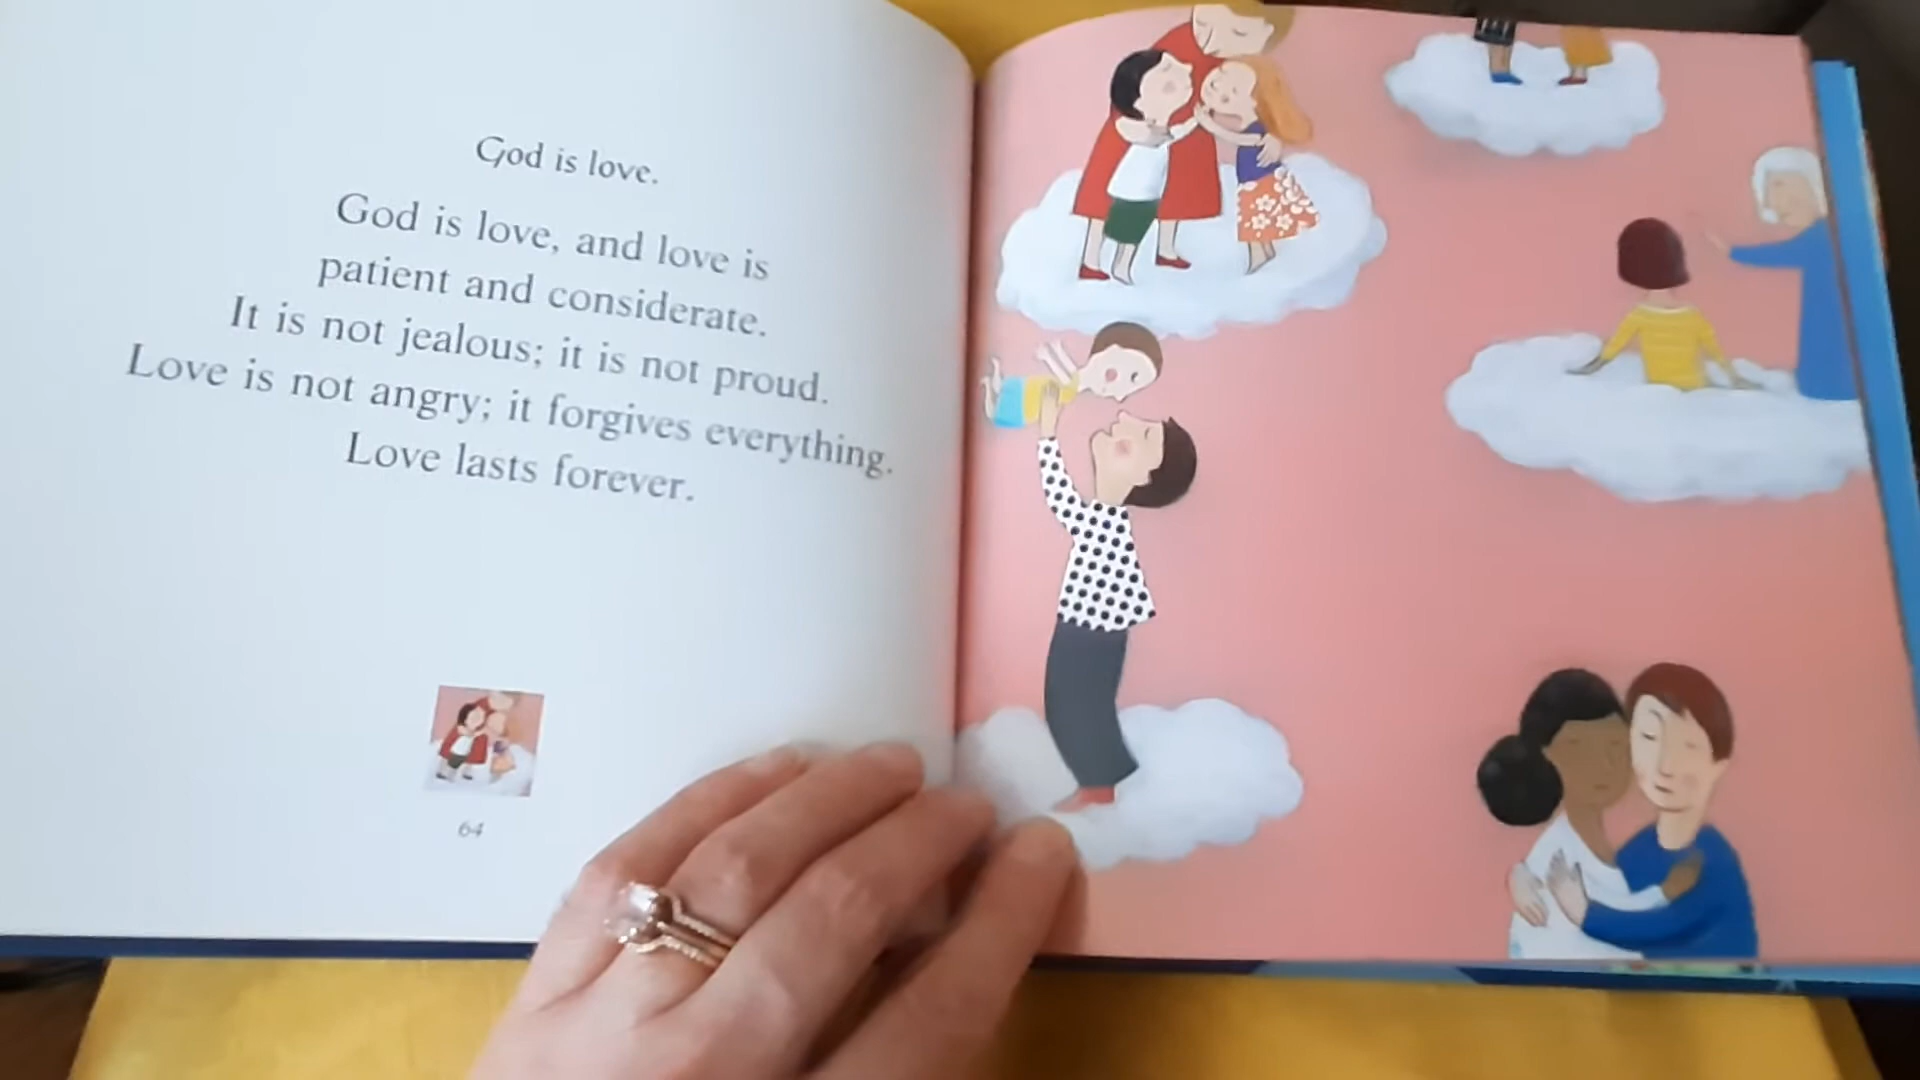 God is love.
God is love, and love is
patient and considerate.
It is not jealous; it is not proud.
Love is not angry; it forgives everything.
Love lasts forever.
64